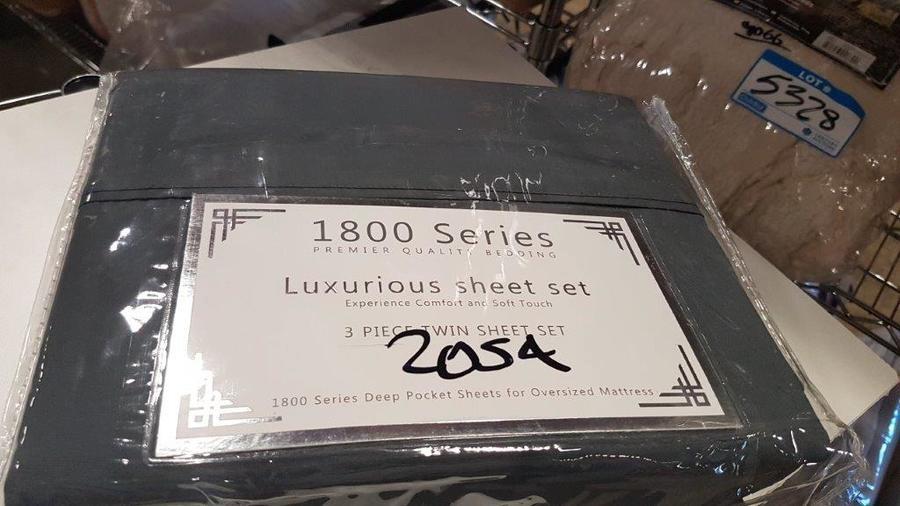 1800 Series
PREMIER QUALITY BEDDING
Luxurious sheet set
Experience Comfort and Soft Touch
3 PIECE TWIN SHEET SET
2054
1800 Series Deep Pocket Sheets for Oversized Mattress
LOT #
5328